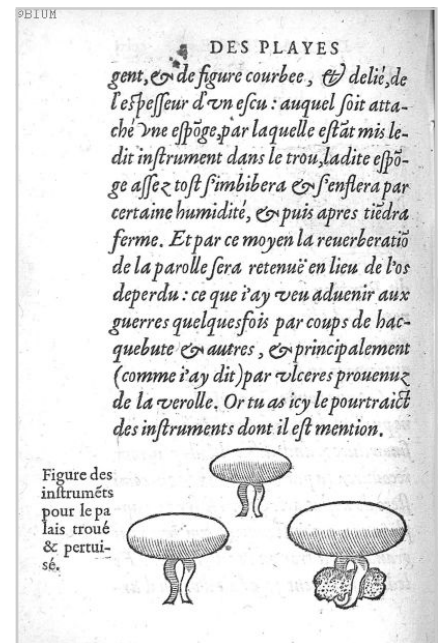 ƆBIUM
DES PLAYES
gent, & de figure courbee, & delié, de
l'eſpeſſeur d'vn eſcu : auquel ſoit atta-
ché vne eſpõge, par laquelle eſtãt mis le-
dit inſtrument dans le trou, ladite eſpõ-
ge aſſez toſt s'imbibera & s'enflera par
certaine humidité, & puis apres tiẽdra
ferme. Et par ce moyen la reuerberatiõ
de la parolle ſera retenuë en lieu de l'os
deperdu : ce que i'ay veu aduenir aux
guerres quelquesfois par coups de hac-
quebute & autres, & principalement
(comme i'ay dit) par vlceres prouenuz
de la verolle. Or tu as icy le pourtraict
des inſtruments dont il eſt mention.
Figure des
inſtrumẽts
pour le pa
lais troué
& pertui-
sé.